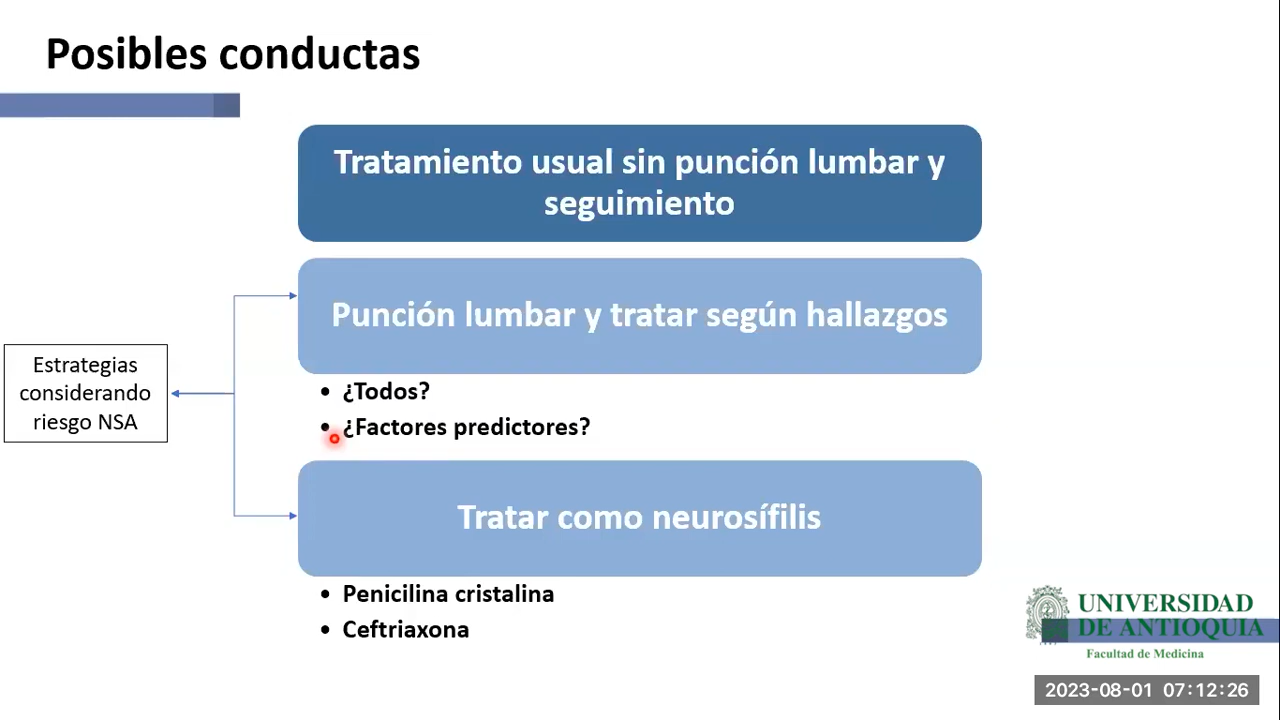 Posibles conductas
Tratamiento usual sin punción lumbar y
seguimiento
Punción lumbar y tratar según hallazgos
• ¿Todos?
• ¿Factores predictores?
Estrategias
considerando
riesgo NSA
Tratar como neurosífilis
• Penicilina cristalina
• Ceftriaxona
UNIVERSIDAD
DE ANTIOQUIA
Facultad de Medicina
2023-08-01 07:12:26